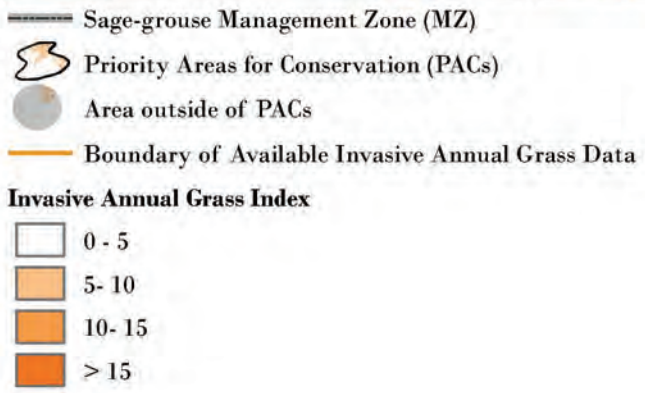 Sage-grouse Management Zone (MZ)
Priority Areas for Conservation (PACs)
Area outside of PACs
Boundary of Available Invasive Annual Grass Data
Invasive Annual Grass Index
0 - 5
5- 10
10- 15
> 15